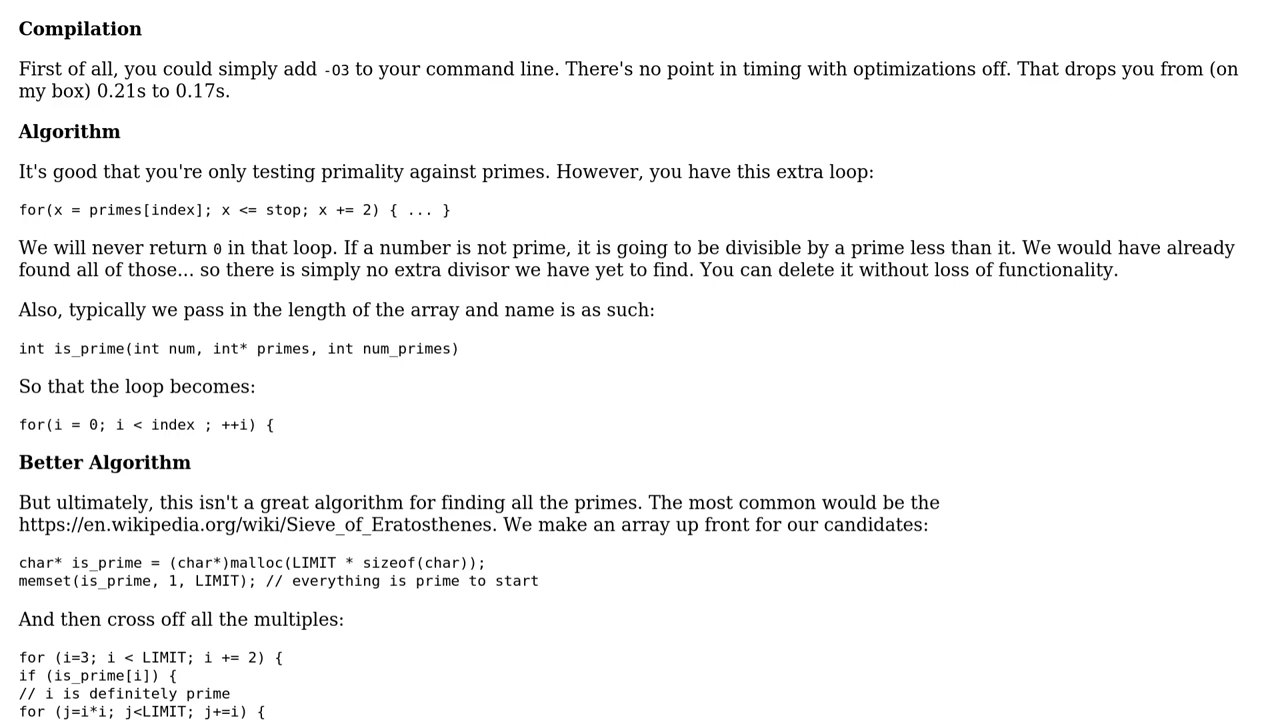 Compilation
First of all, you could simply add -O3 to your command line. There's no point in timing with optimizations off. That drops you from (on
my box) 0.21s to 0.17s.
Algorithm
It's good that you're only testing primality against primes. However, you have this extra loop:
for(x = primes[index]; x <= stop; x += 2) { ... }
We will never return 0 in that loop. If a number is not prime, it is going to be divisible by a prime less than it. We would have already
found all of those... so there is simply no extra divisor we have yet to find. You can delete it without loss of functionality.
Also, typically we pass in the length of the array and name is as such:
int is_prime(int num, int* primes, int num_primes)
So that the loop becomes:
for(i = 0; i < index ; ++i) {
Better Algorithm
But ultimately, this isn't a great algorithm for finding all the primes. The most common would be the
https://en.wikipedia.org/wiki/Sieve_of_Eratosthenes. We make an array up front for our candidates:
char* is_prime = (char*)malloc(LIMIT * sizeof(char));
memset(is_prime, 1, LIMIT); // everything is prime to start
And then cross off all the multiples:
for (i=3; i < LIMIT; i += 2) {
if (is_prime[i]) {
// i is definitely prime
for (j=i*i; j<LIMIT; j+=i) {